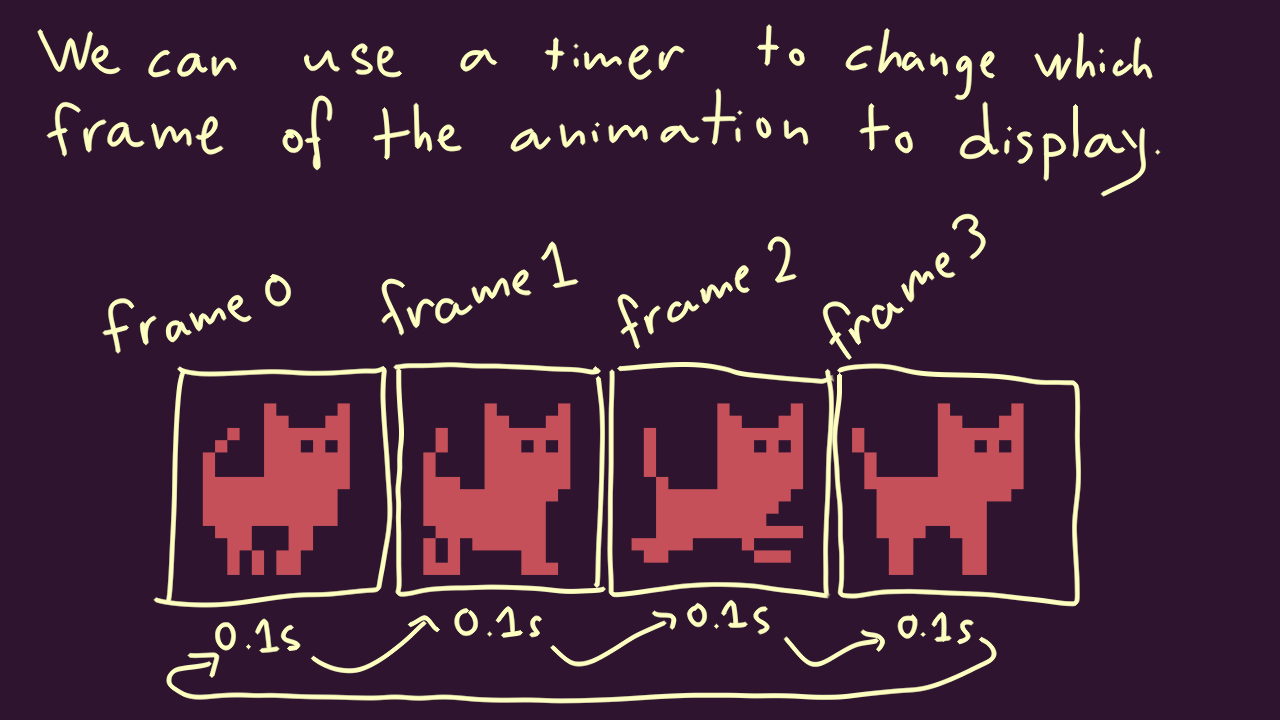 We can use a timer to change which
frame of the animation to display.
frame 0
frame 1
frame 2
frame 3
0.1s
0.1s
0.1s
0.1s